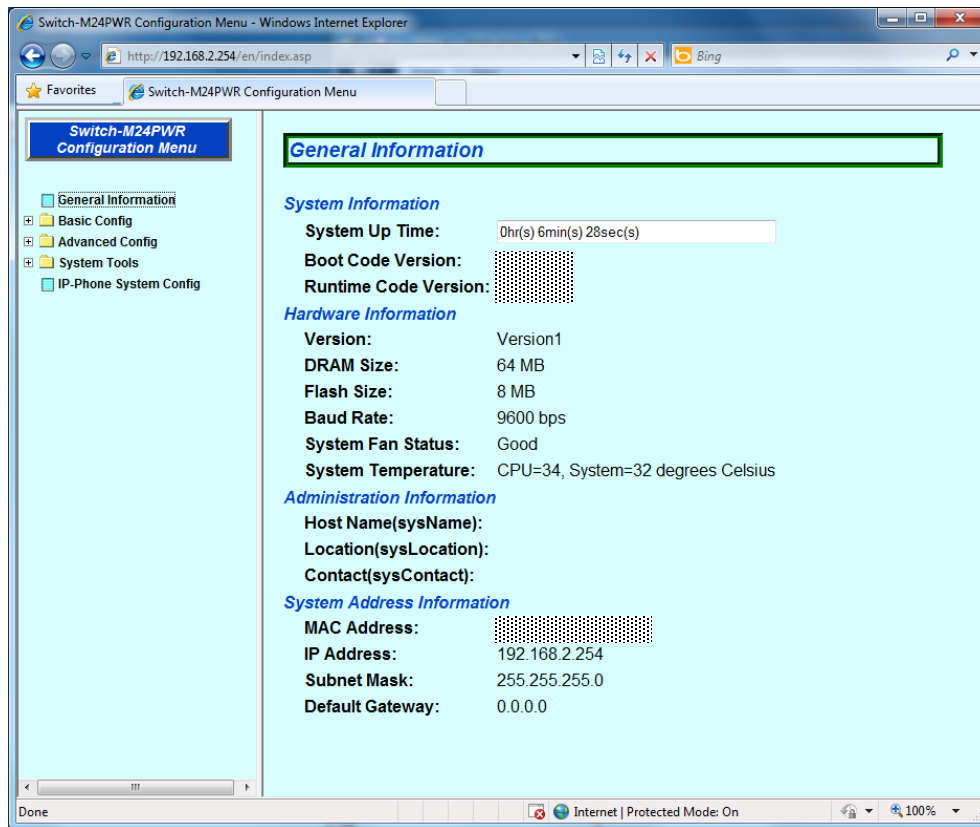 Switch-M24PWR Configuration Menu - Windows Internet Explorer
http://192.168.2.254/en/index.asp
Bing
Favorites
Switch-M24PWR Configuration Menu
Switch-M24PWR
Configuration Menu
General Information
Basic Config
Advanced Config
System Tools
IP-Phone System Config
General Information
System Information
System Up Time: 0hr(s) 6min(s) 28sec(s)
Boot Code Version:
Runtime Code Version:
Hardware Information
Version: Version1
DRAM Size: 64 MB
Flash Size: 8 MB
Baud Rate: 9600 bps
System Fan Status: Good
System Temperature: CPU=34, System=32 degrees Celsius
Administration Information
Host Name(sysName):
Location(sysLocation):
Contact(sysContact):
System Address Information
MAC Address:
IP Address: 192.168.2.254
Subnet Mask: 255.255.255.0
Default Gateway: 0.0.0.0
Done
Internet | Protected Mode: On
100%